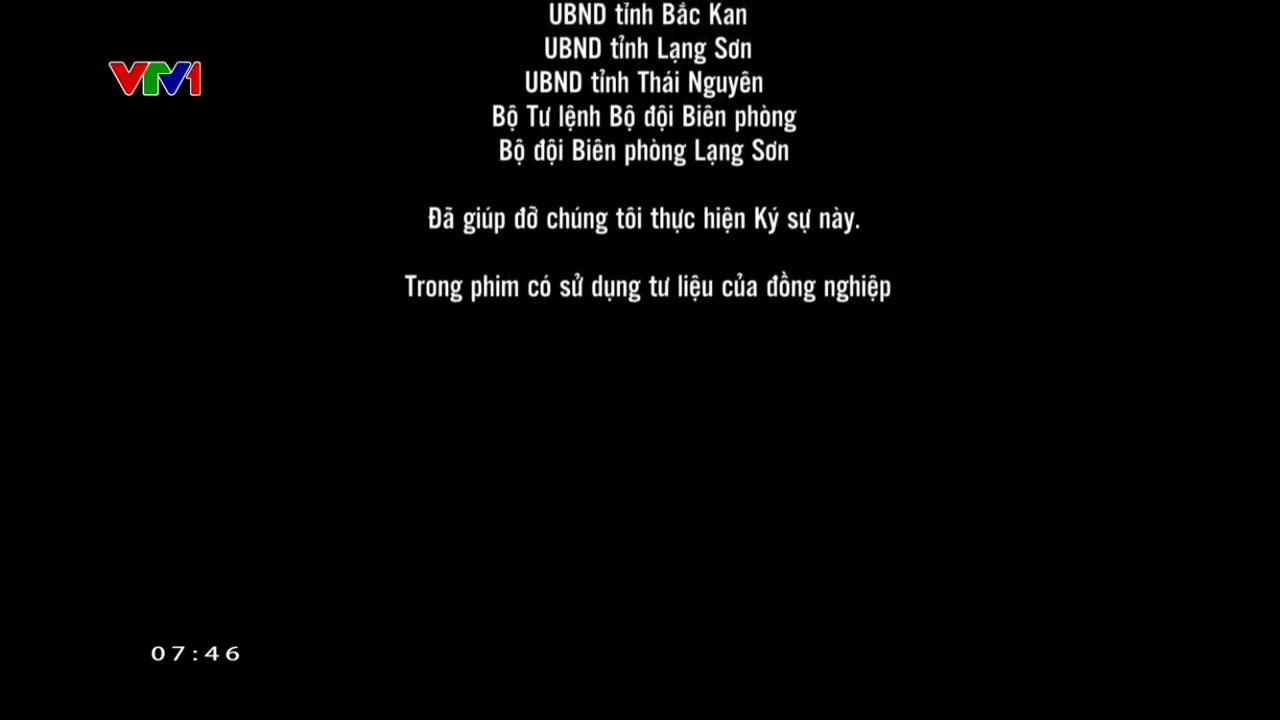 UBND tỉnh Bắc Kan
UBND tỉnh Lạng Sơn
VTV1
UBND tỉnh Thái Nguyên
Bộ Tư lệnh Bộ đội Biên phòng
Bộ đội Biên phòng Lạng Sơn
Đã giúp đỡ chúng tôi thực hiện Ký sự này.
Trong phim có sử dụng tư liệu của đồng nghiệp
07:46